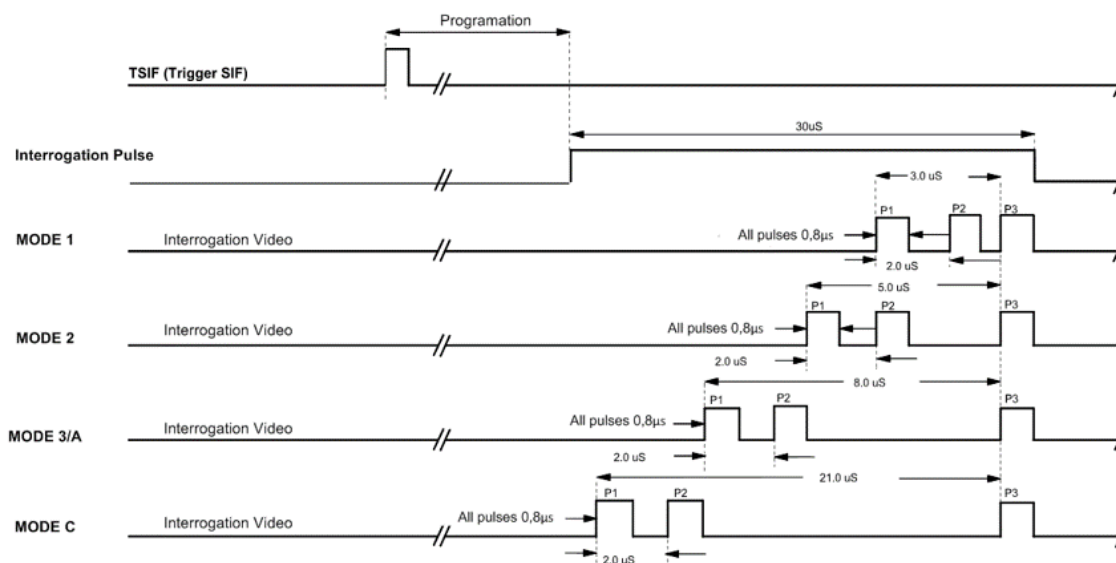 Programation
TSIF (Trigger SIF)
30uS
Interrogation Pulse
3.0 uS
P1 P2 P3
MODE 1 Interrogation Video All pulses 0,8µs
2.0 uS
5.0 uS
P1 P2 P3
MODE 2 Interrogation Video All pulses 0,8µs
2.0 uS
8.0 uS
P1 P2 P3
MODE 3/A Interrogation Video All pulses 0,8µs
2.0 uS
21.0 uS
P1 P2 P3
MODE C Interrogation Video All pulses 0,8µs
2.0 uS